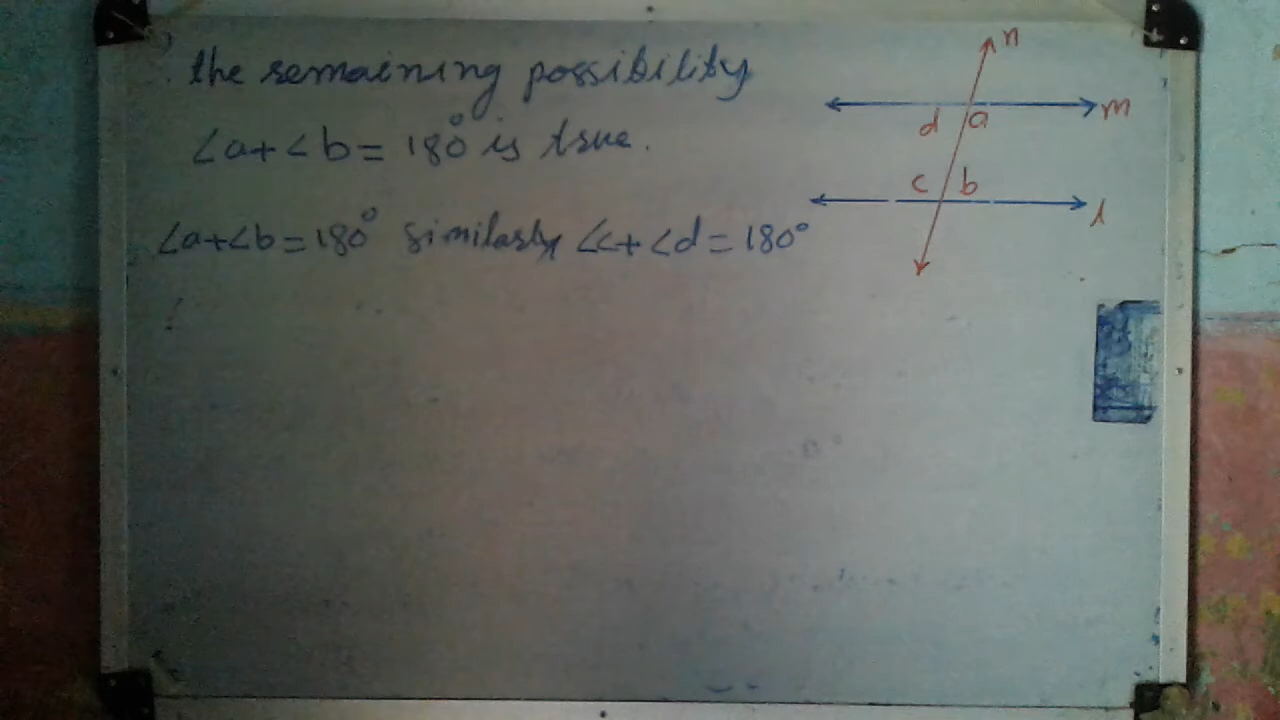 the remaining possibility
∠a+∠b=180° is true.
∠a+∠b=180° similarly ∠c+∠d=180°
n
m
d a
c b
l